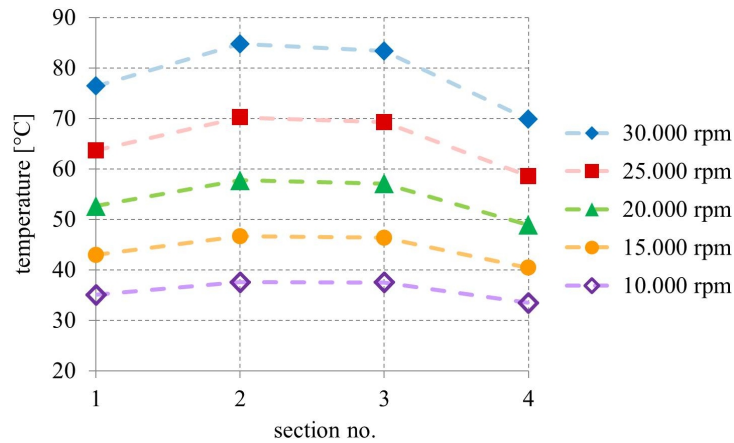 90
80
70
60
50
40
30
20
temperature [°C]
1 2 3 4
section no.
30.000 rpm
25.000 rpm
20.000 rpm
15.000 rpm
10.000 rpm